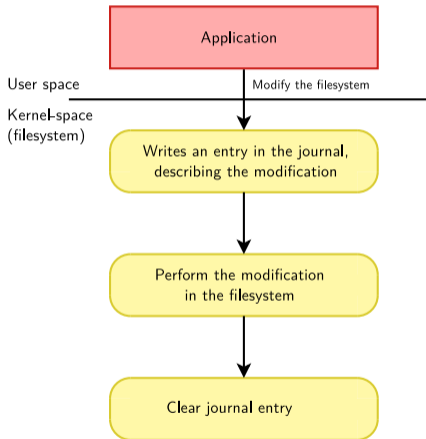 Application
User space
Modify the filesystem
Kernel-space
(filesystem)
Writes an entry in the journal,
describing the modification
Perform the modification
in the filesystem
Clear journal entry